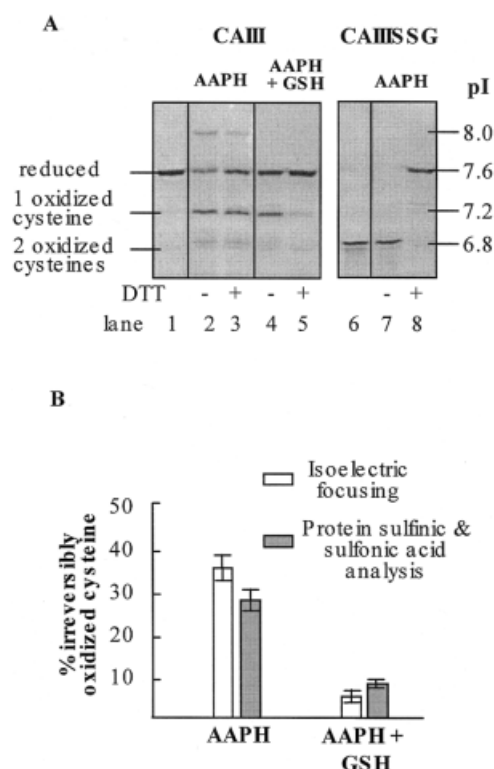 A
CAIII CAIIISSG
AAPH AAPH + GSH AAPH pI
8.0
reduced 7.6
1 oxidized cysteine 7.2
2 oxidized cysteines 6.8
DTT - + - + - +
lane 1 2 3 4 5 6 7 8
B
% irreversibly
oxidized cysteine
50
40
30
20
10
Isoelectric
focusing
Protein sulfinic &
sulfonic acid
analysis
AAPH AAPH +
GSH